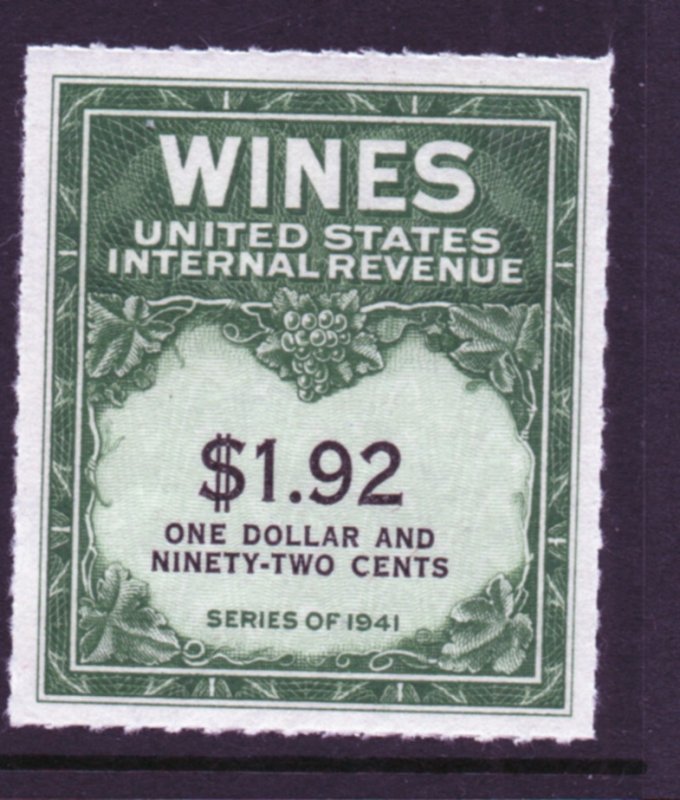 WINES
UNITED STATES
INTERNAL REVENUE
$1.92
ONE DOLLAR AND
NINETY-TWO CENTS
SERIES OF 1941